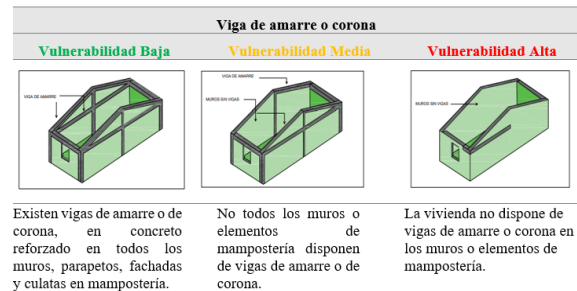 Viga de amarre o corona
Vulnerabilidad Baja
Vulnerabilidad Media
Vulnerabilidad Alta
VIGA DE AMARRE
VIGA DE AMARRE
MUROS SIN VIGAS
MUROS SIN VIGAS
Existen vigas de amarre o de
corona, en concreto
reforzado en todos los
muros, parapetos, fachadas
y culatas en mampostería.
No todos los muros o
elementos de
mampostería disponen
de vigas de amarre o de
corona.
La vivienda no dispone de
vigas de amarre o corona en
los muros o elementos de
mampostería.